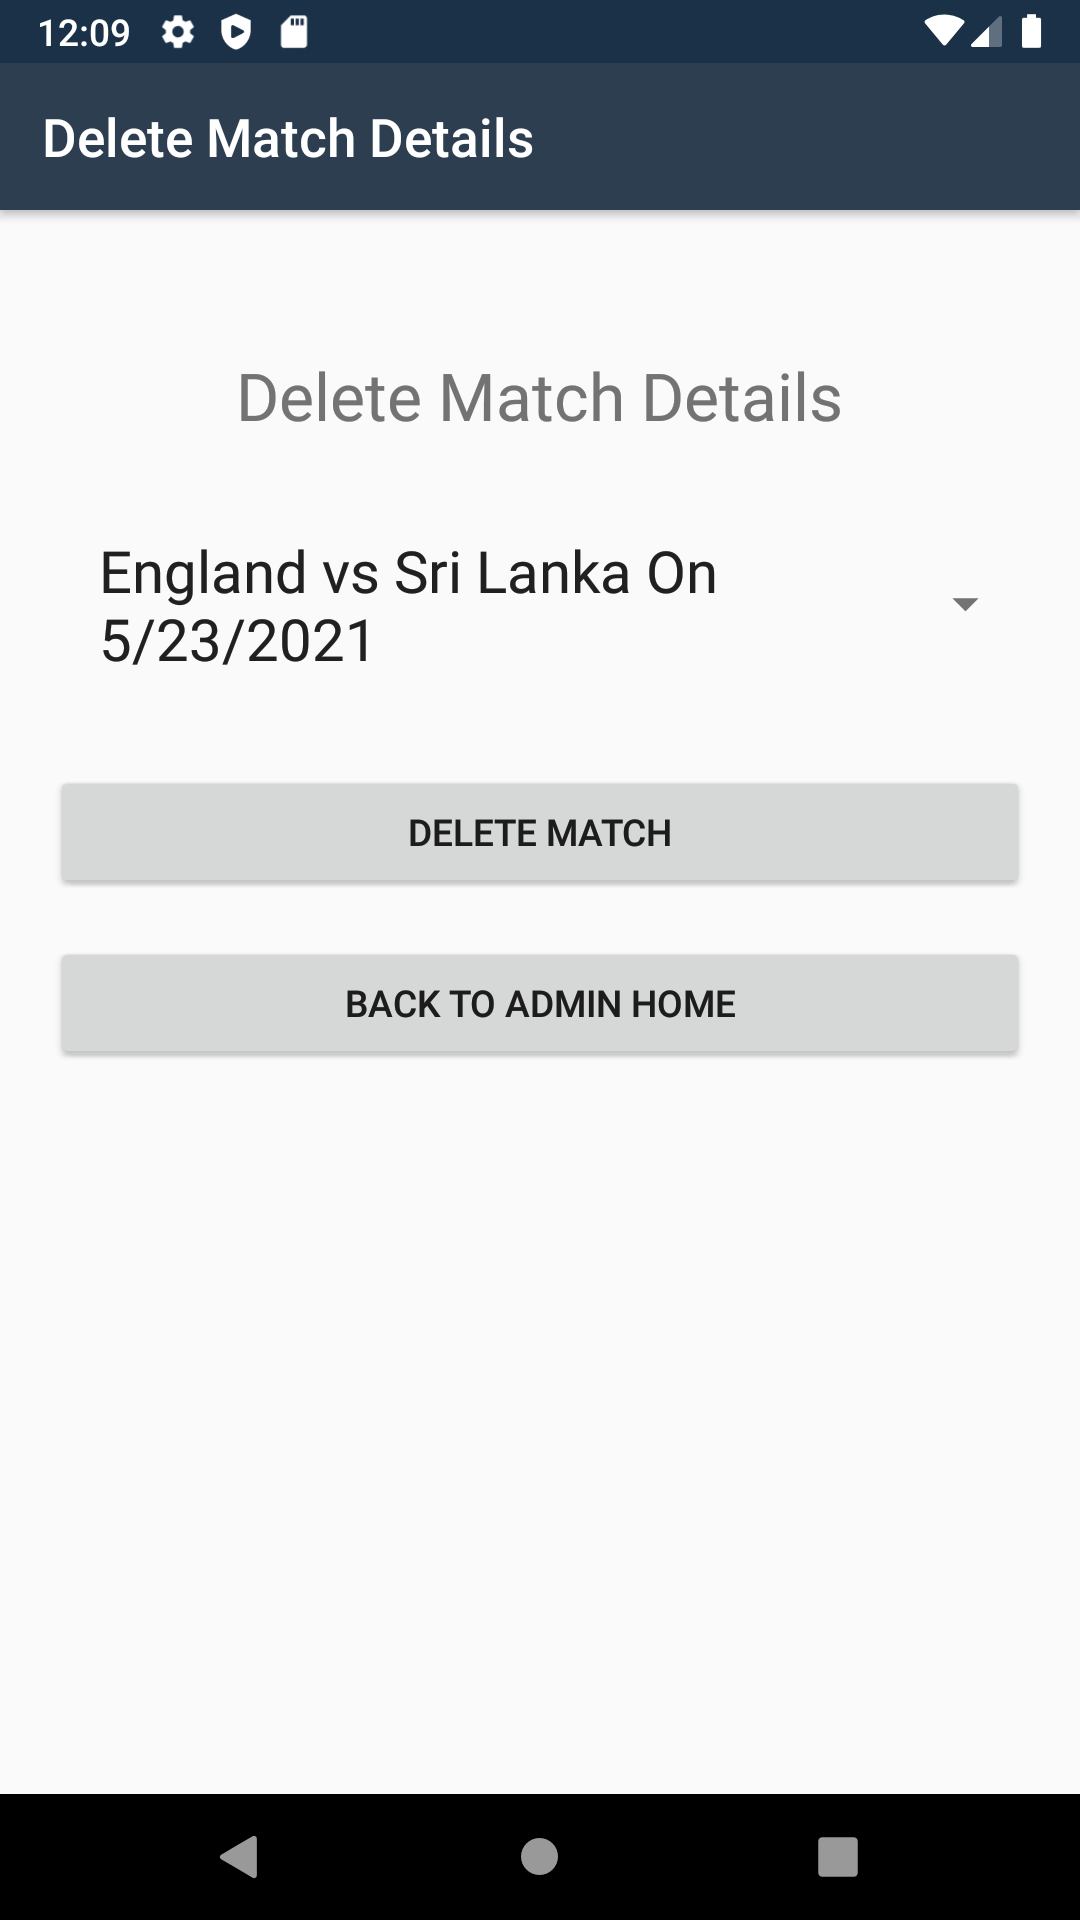 12:09
Delete Match Details
Delete Match Details
England vs Sri Lanka On
5/23/2021
DELETE MATCH
BACK TO ADMIN HOME